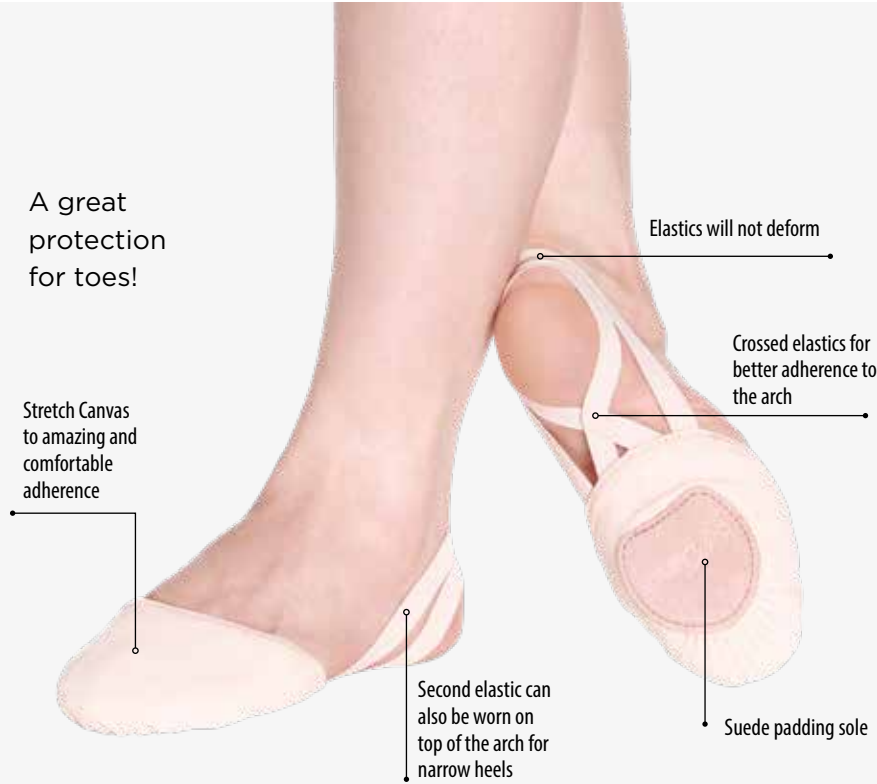 A great
protection
for toes!
Elastics will not deform
Crossed elastics for
better adherence to
the arch
Stretch Canvas
to amazing and
comfortable
adherence
Second elastic can
also be worn on
top of the arch for
narrow heels
Suede padding sole